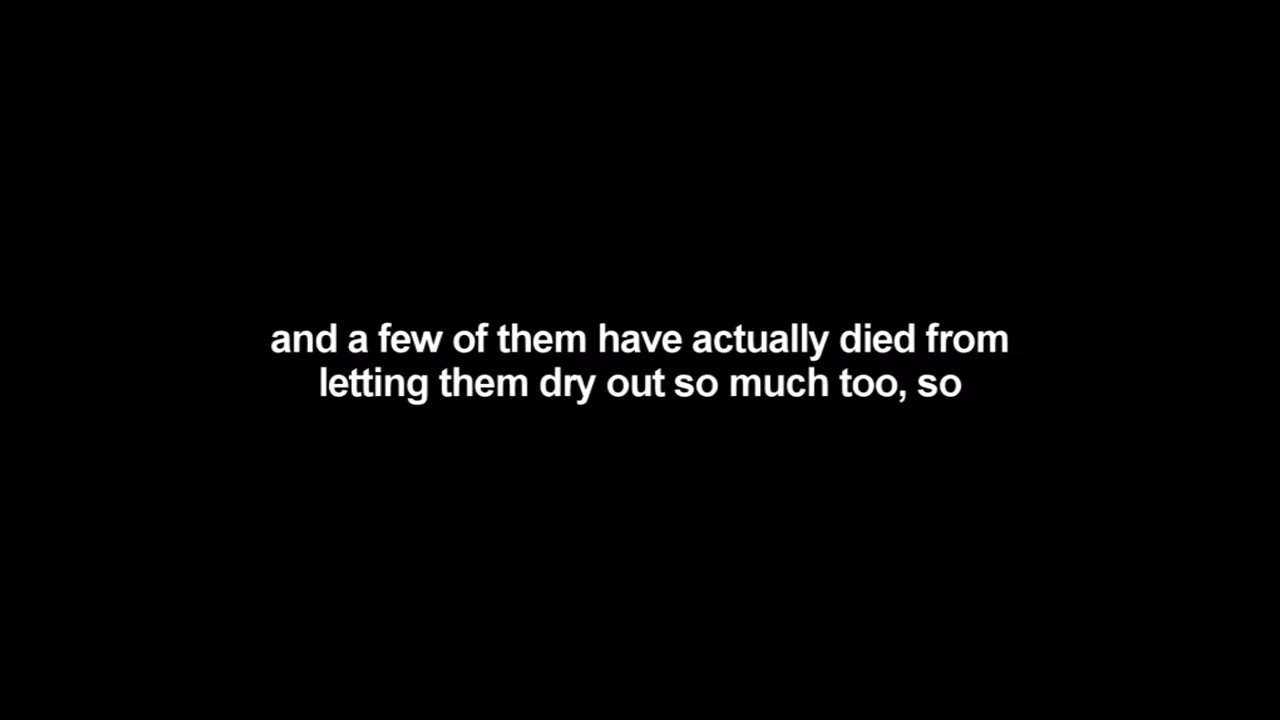 and a few of them have actually died from
letting them dry out so much too, so